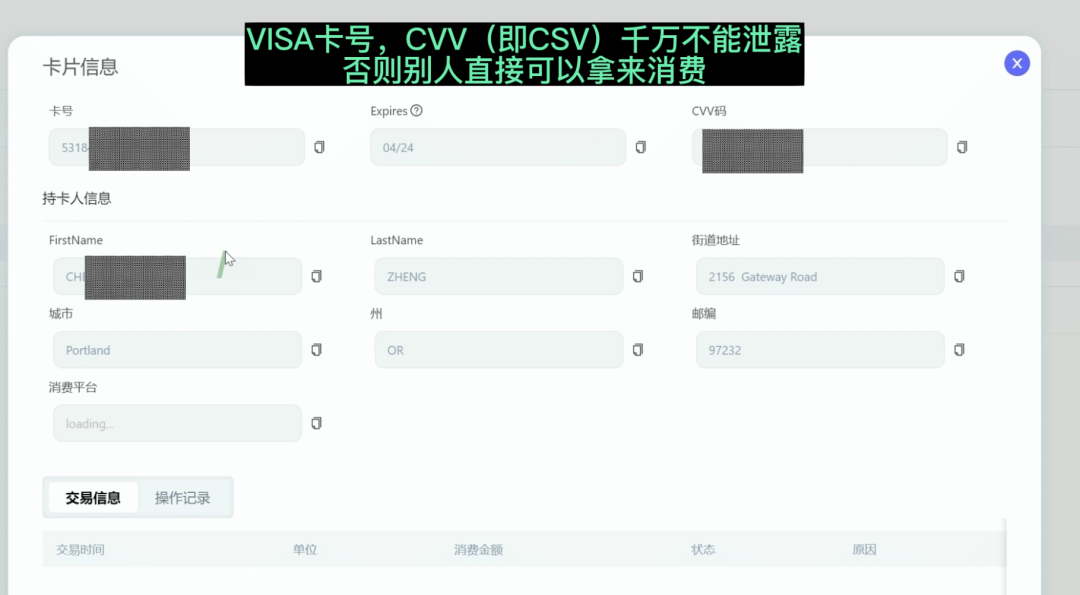 VISA卡号，CVV（即CSV）千万不能泄露
否则别人直接可以拿来消费
卡片信息
卡号 Expires CVV码
5318 04/24
持卡人信息
FirstName LastName 街道地址
CH ZHENG 2156 Gateway Road
城市 州 邮编
Portland OR 97232
消费平台
loading...
交易信息 操作记录
交易时间 单位 消费金额 状态 原因